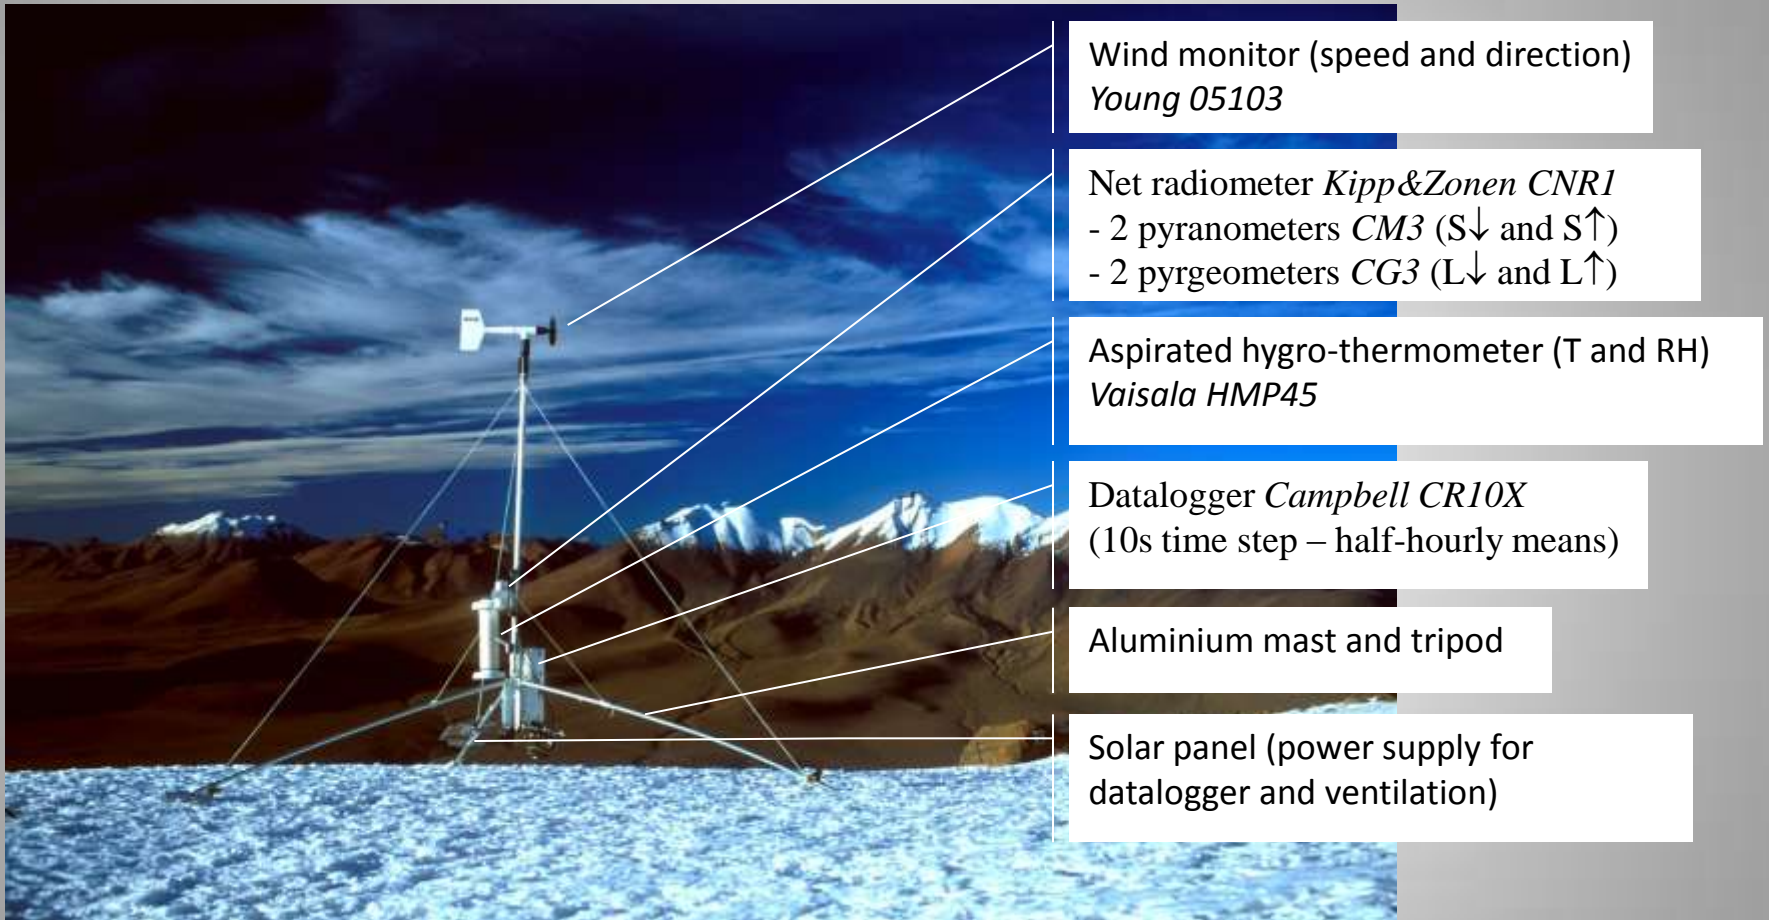 Wind monitor (speed and direction)
Young 05103
Net radiometer Kipp&Zonen CNR1
- 2 pyranometers CM3 (S↓ and S↑)
- 2 pyrgeometers CG3 (L↓ and L↑)
Aspirated hygro-thermometer (T and RH)
Vaisala HMP45
Datalogger Campbell CR10X
(10s time step – half-hourly means)
Aluminium mast and tripod
Solar panel (power supply for
datalogger and ventilation)